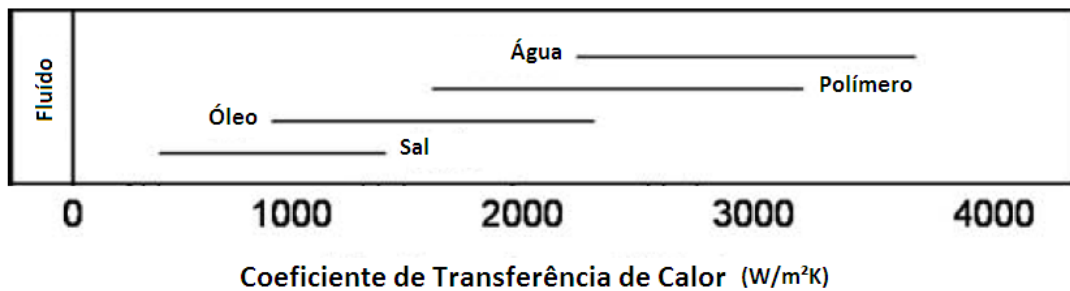 Fluído
Água
Polímero
Óleo
Sal
0 1000 2000 3000 4000
Coeficiente de Transferência de Calor (W/m²K)